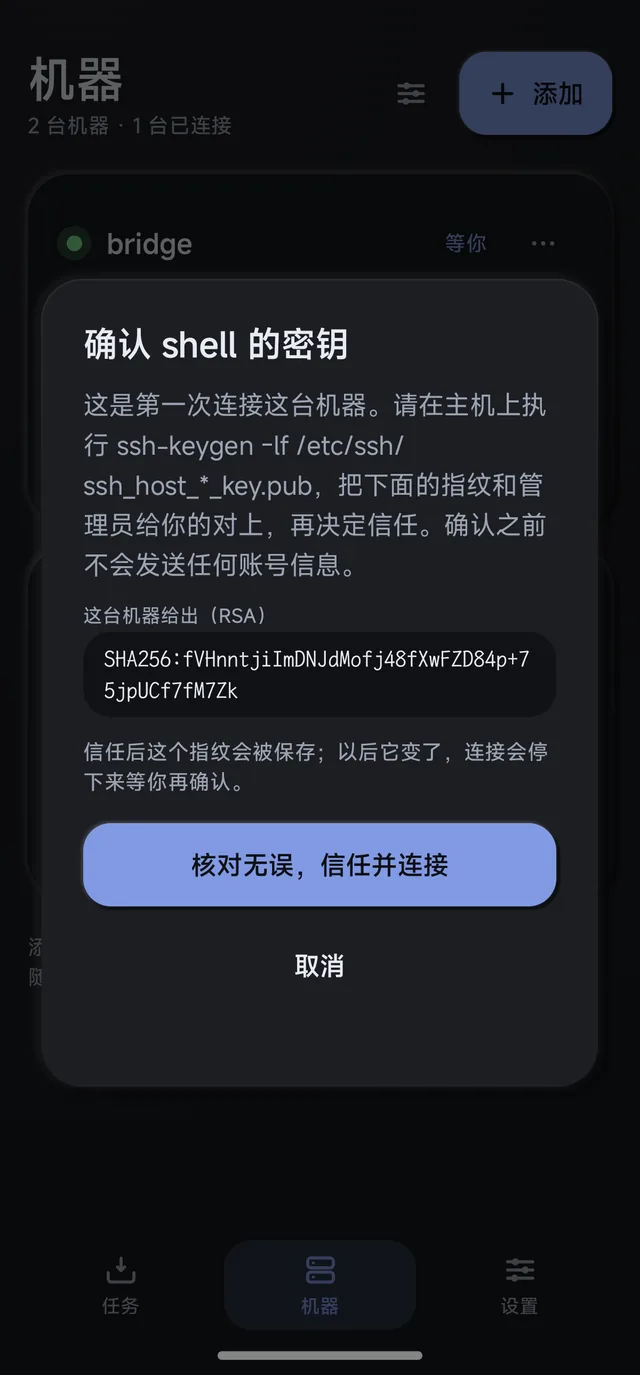 机器
2 台机器 · 1 台已连接
添加
bridge
等你
确认 shell 的密钥
这是第一次连接这台机器。请在主机上执
行 ssh-keygen -lf /etc/ssh/
ssh_host_*_key.pub，把下面的指纹和管
理员给你的对上，再决定信任。确认之前
不会发送任何账号信息。
这台机器给出（RSA）
SHA256:fVHnntjiImDNJdMofj48fXwFZD84p+7
5jpUCf7fM7Zk
信任后这个指纹会被保存；以后它变了，连接会停
下来等你再确认。
核对无误，信任并连接
取消
添
随
任务
机器
设置